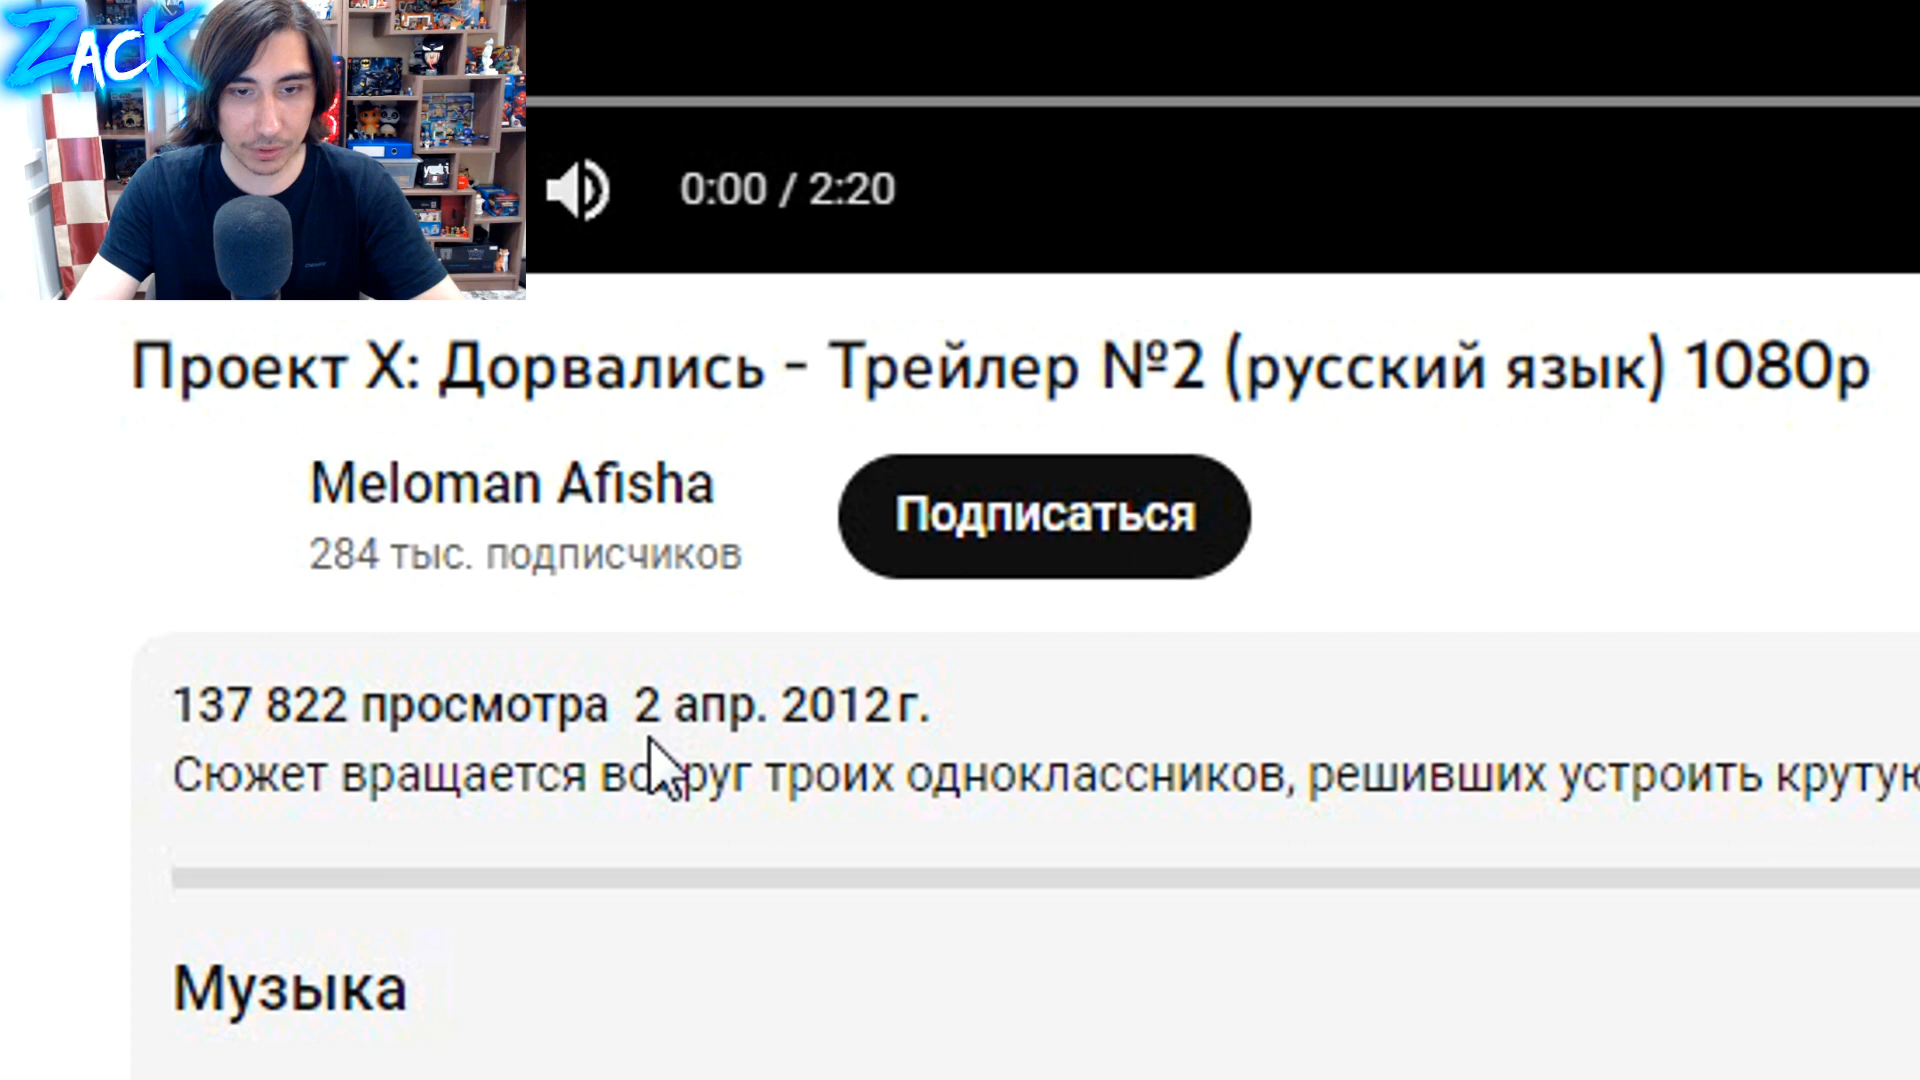 ZACK
0:00 / 2:20
Проект X: Дорвались - Трейлер №2 (русский язык) 1080p
Meloman Afisha
284 тыс. подписчиков
Подписаться
137 822 просмотра 2 апр. 2012 г.
Сюжет вращается вокруг троих одноклассников, решивших устроить крутую
Музыка